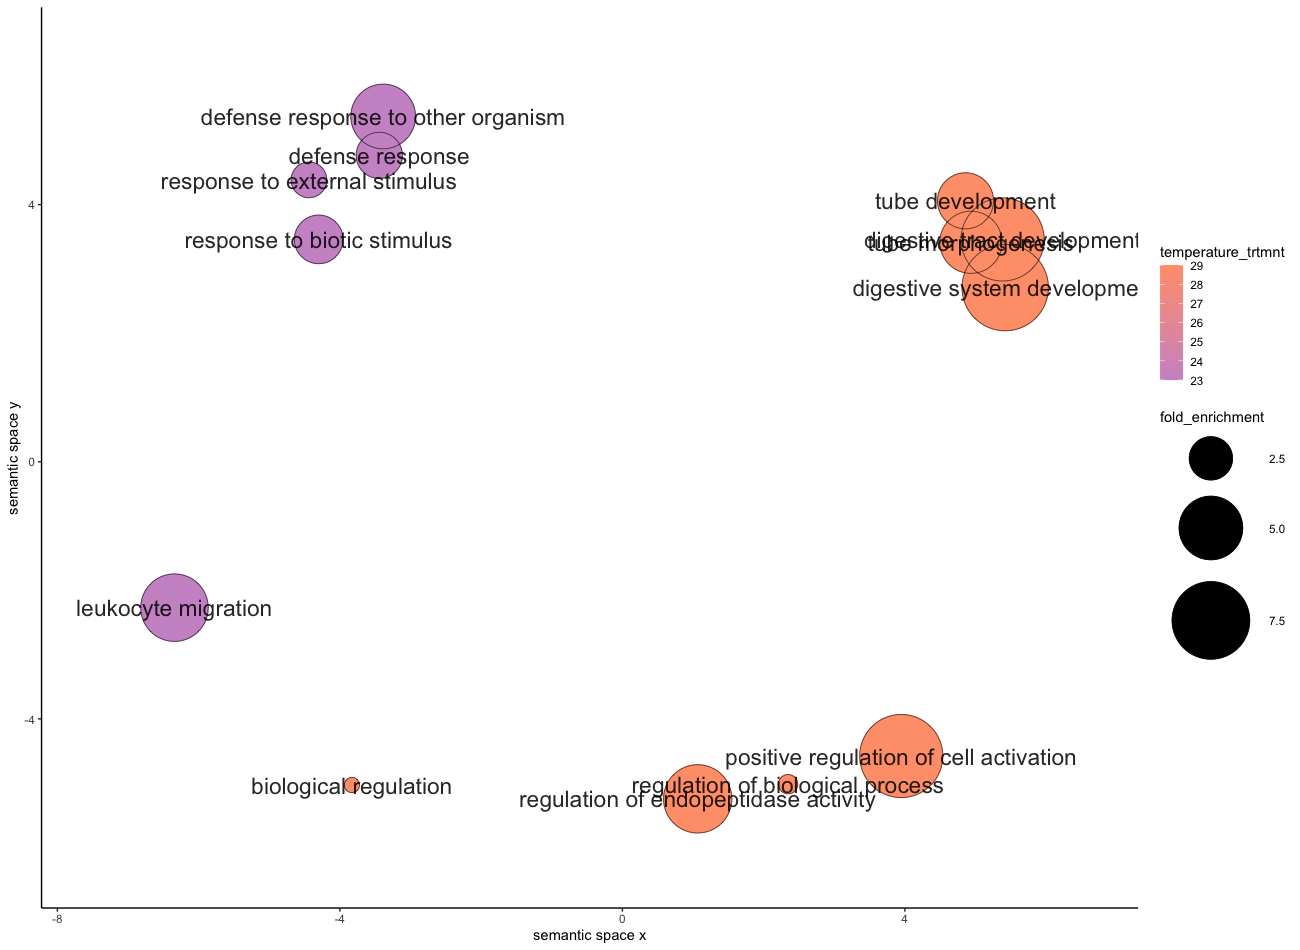 defense response to other organism
defense response
response to external stimulus
response to biotic stimulus
tube development
digestive tract development
tube morphogenesis
digestive system developme
leukocyte migration
positive regulation of cell activation
biological regulation
regulation of biological process
regulation of endopeptidase activity
semantic space y
4
0
-4
-8
-4
0
4
semantic space x
temperature_trtmnt
29
28
27
26
25
24
23
fold_enrichment
2.5
5.0
7.5